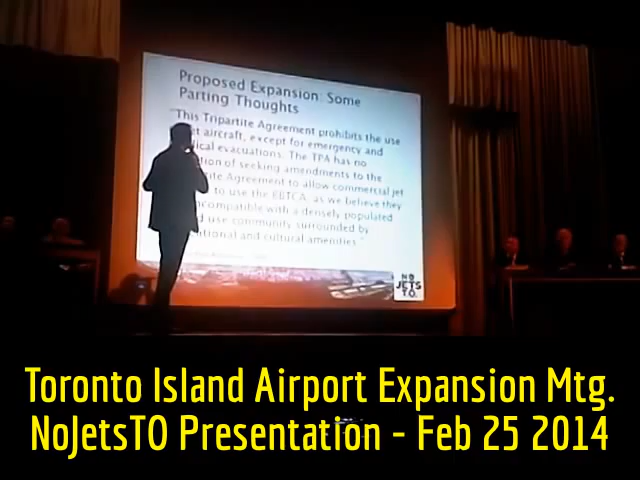 Proposed Expansion: Some
Parting Thoughts
"This Tripartite Agreement prohibits the use
aircraft, except for emergency and
evacuations. The TPA has no
of seeking amendments to the
Agreement to allow commercial jet
to use the as we believe they
with a densely populated
use community surrounded by
and cultural amenities."
NO
JETS
TO.
Toronto Island Airport Expansion Mtg.
NoJetsTO Presentation - Feb 25 2014